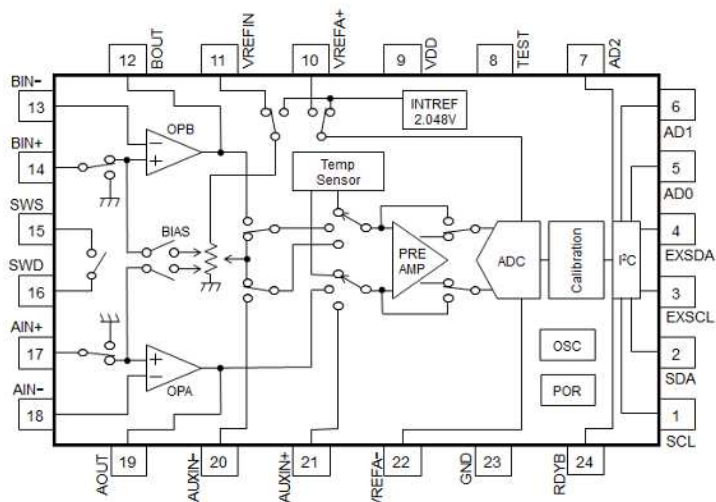 BOUT
VREFIN
VREFA+
VDD
TEST
AD2
12
11
10
9
8
7
BIN-
13
BIN+
14
SWS
15
SWD
16
AIN+
17
AIN-
18
OPB
INTREF
2.048V
Temp
Sensor
BIAS
PRE
AMP
ADC
Calibration
I²C
OSC
POR
OPA
6
AD1
5
AD0
4
EXSDA
3
EXSCL
2
SDA
1
SCL
19
20
21
22
23
24
AOUT
AUXIN-
AUXIN+
VREFA-
GND
RDYB